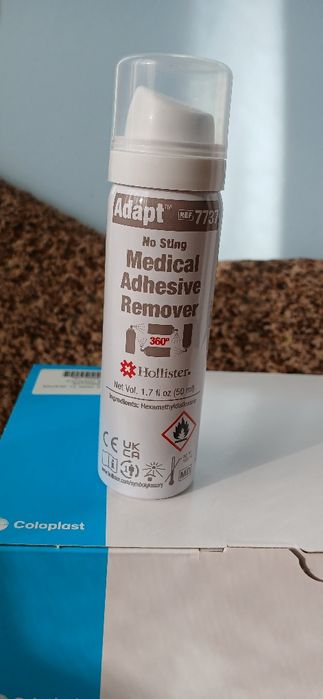 Adapt™ REF 7737
No Sting
Medical
Adhesive
Remover
360°
Hollister®
Net Vol. 1.7 fl oz (50 ml)
Ingredients: Hexamethyldisiloxane
CE UK
CA
MD
Coloplast